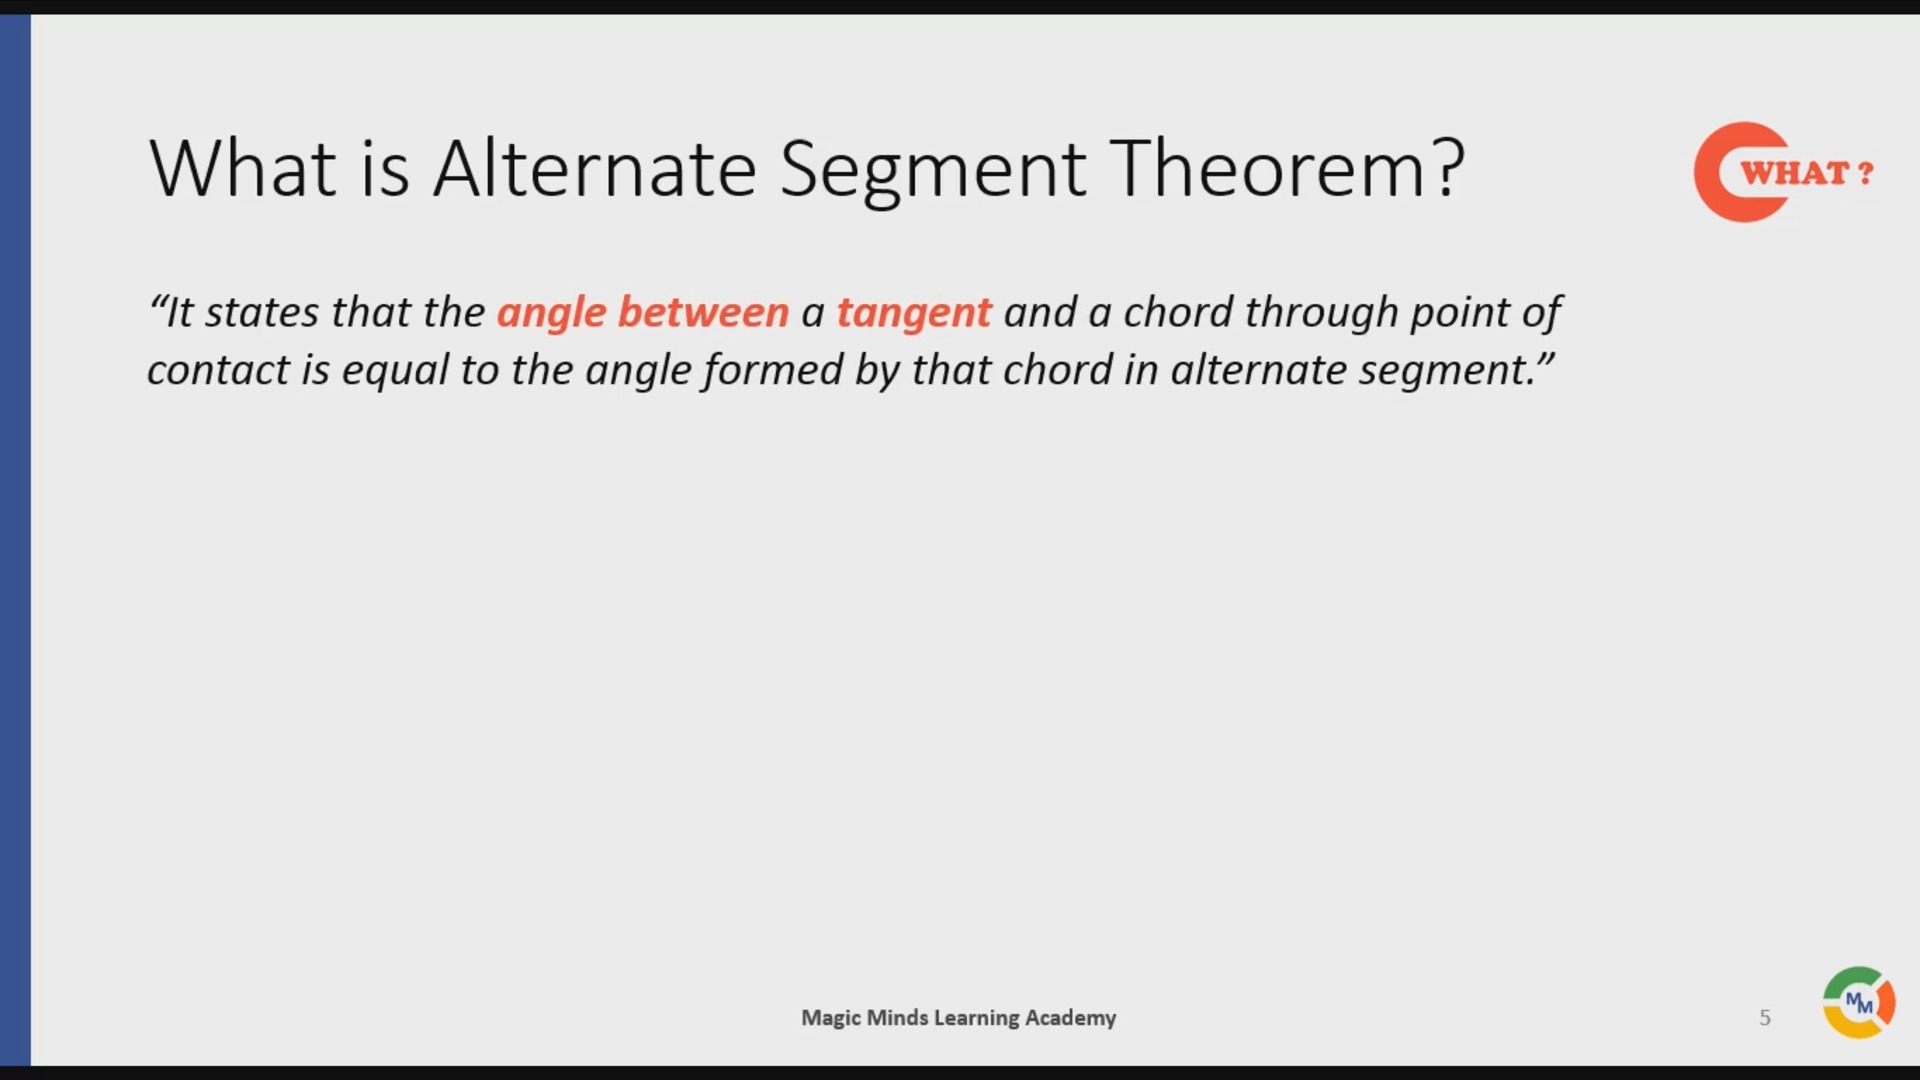 What is Alternate Segment Theorem?
WHAT ?
“It states that the angle between a tangent and a chord through point of
contact is equal to the angle formed by that chord in alternate segment.”
Magic Minds Learning Academy
5
MM